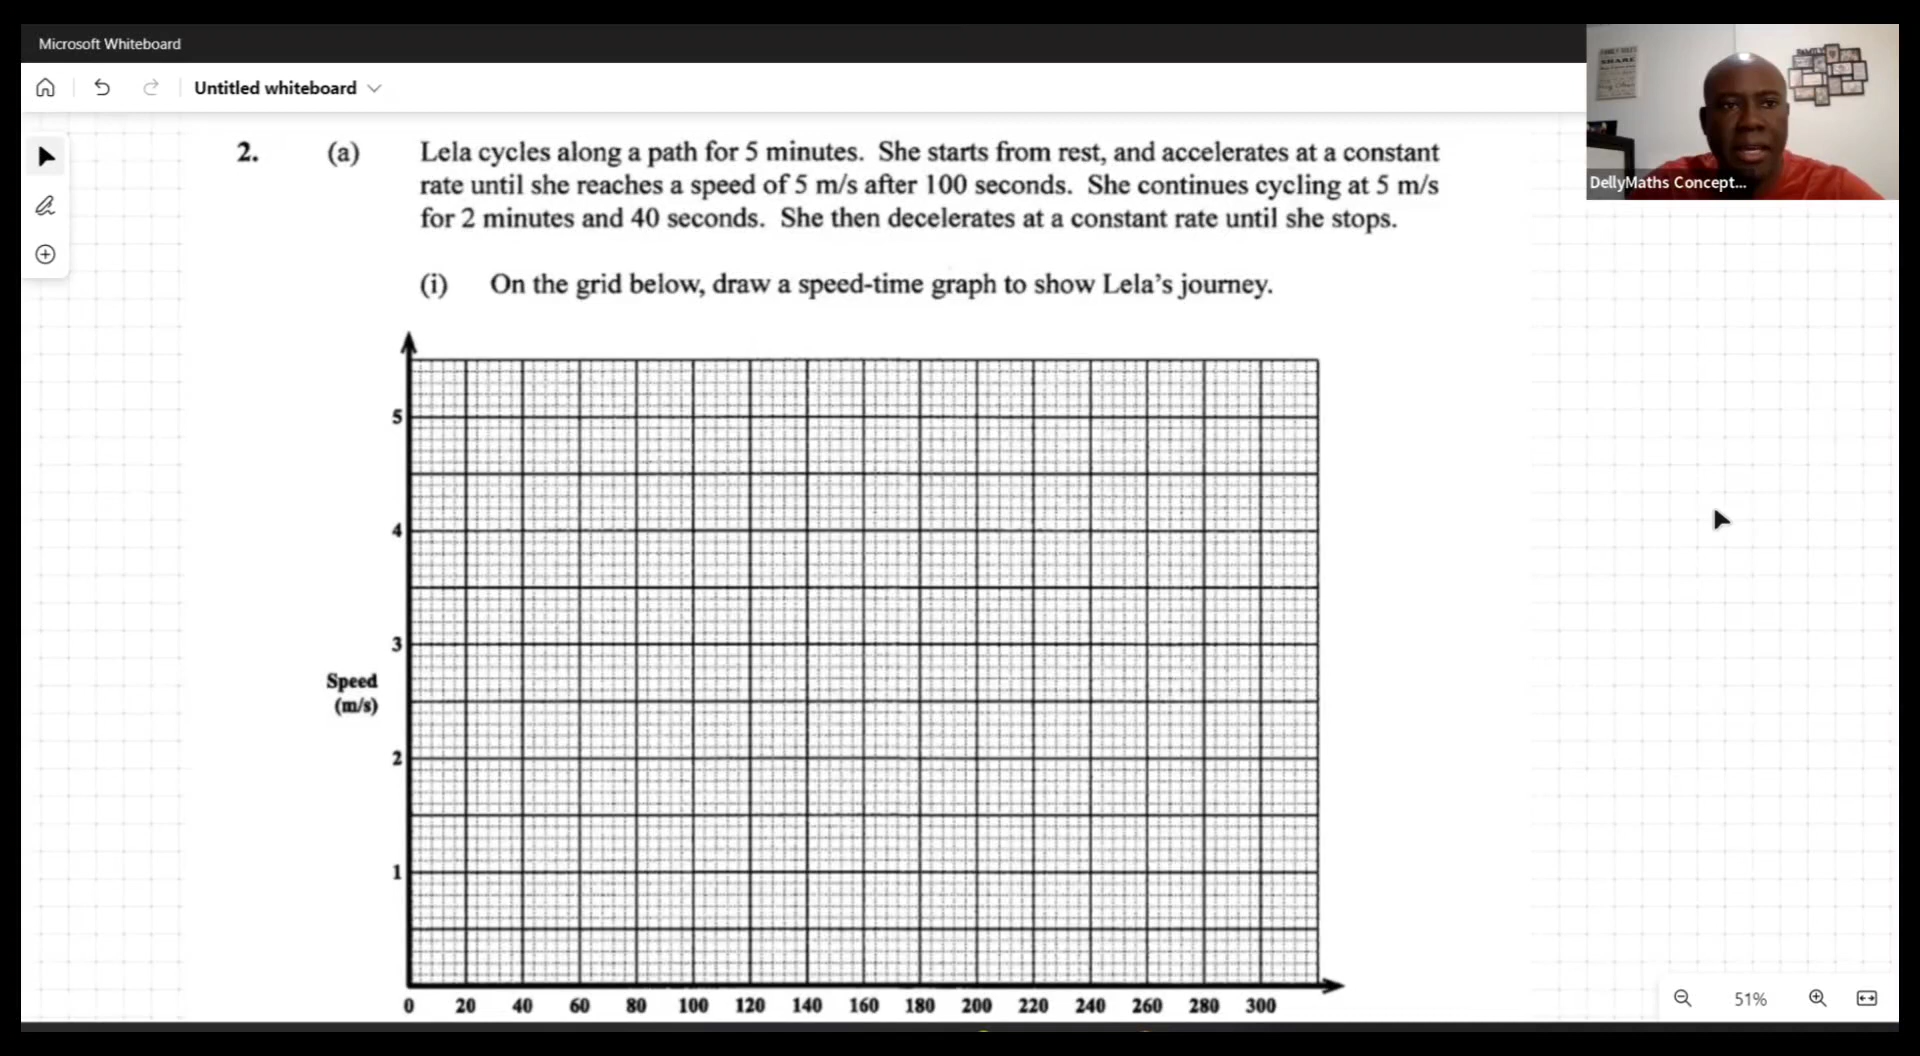 Microsoft Whiteboard
Untitled whiteboard
FAMILY RULES
SHARE
FAMILY
DellyMaths Concept...
2. (a) Lela cycles along a path for 5 minutes. She starts from rest, and accelerates at a constant
rate until she reaches a speed of 5 m/s after 100 seconds. She continues cycling at 5 m/s
for 2 minutes and 40 seconds. She then decelerates at a constant rate until she stops.
(i) On the grid below, draw a speed-time graph to show Lela's journey.
5
4
3
Speed
(m/s)
2
1
0 20 40 60 80 100 120 140 160 180 200 220 240 260 280 300
51%